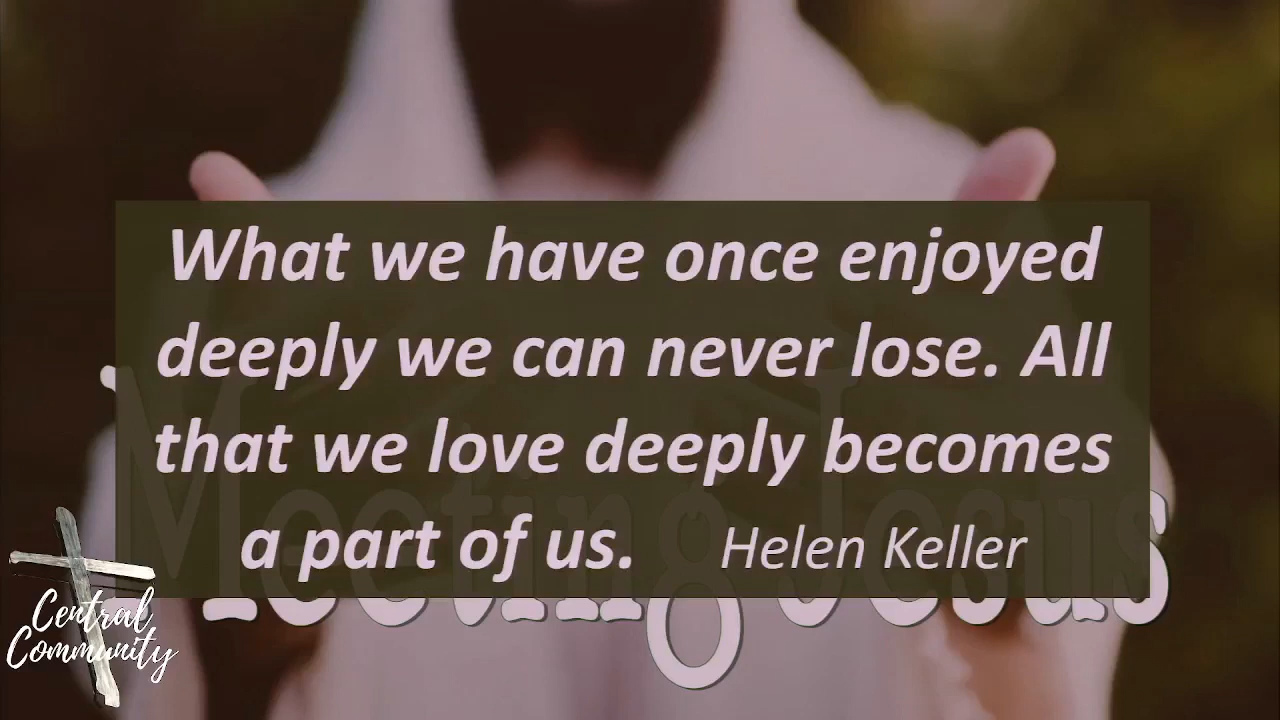 What we have once enjoyed
deeply we can never lose. All
that we love deeply becomes
a part of us. Helen Keller
Meeting Jesus
Central
Community